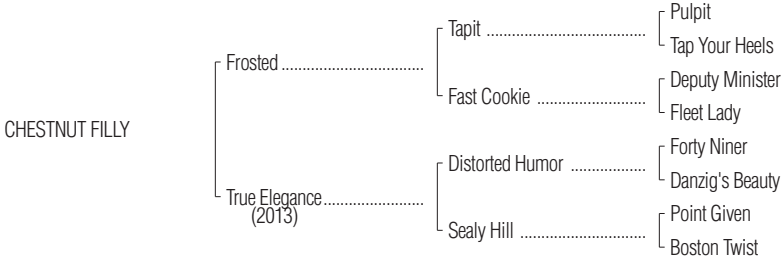 Pulpit
Tapit ....................................
Tap Your Heels
Frosted ....................................
Deputy Minister
Fast Cookie ..............................
Fleet Lady
CHESTNUT FILLY
Forty Niner
Distorted Humor .....................
Danzig's Beauty
True Elegance.........................
(2013)
Point Given
Sealy Hill .................................
Boston Twist